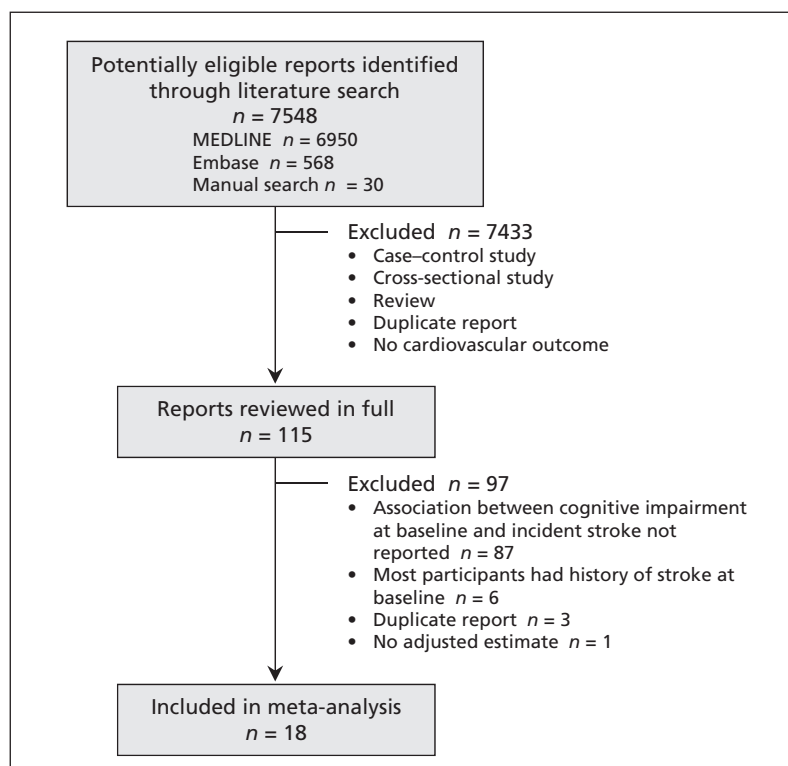 Potentially eligible reports identified
through literature search
n = 7548
MEDLINE n = 6950
Embase n = 568
Manual search n = 30
Excluded n = 7433
• Case–control study
• Cross-sectional study
• Review
• Duplicate report
• No cardiovascular outcome
Reports reviewed in full
n = 115
Excluded n = 97
• Association between cognitive impairment
at baseline and incident stroke not
reported n = 87
• Most participants had history of stroke at
baseline n = 6
• Duplicate report n = 3
• No adjusted estimate n = 1
Included in meta-analysis
n = 18